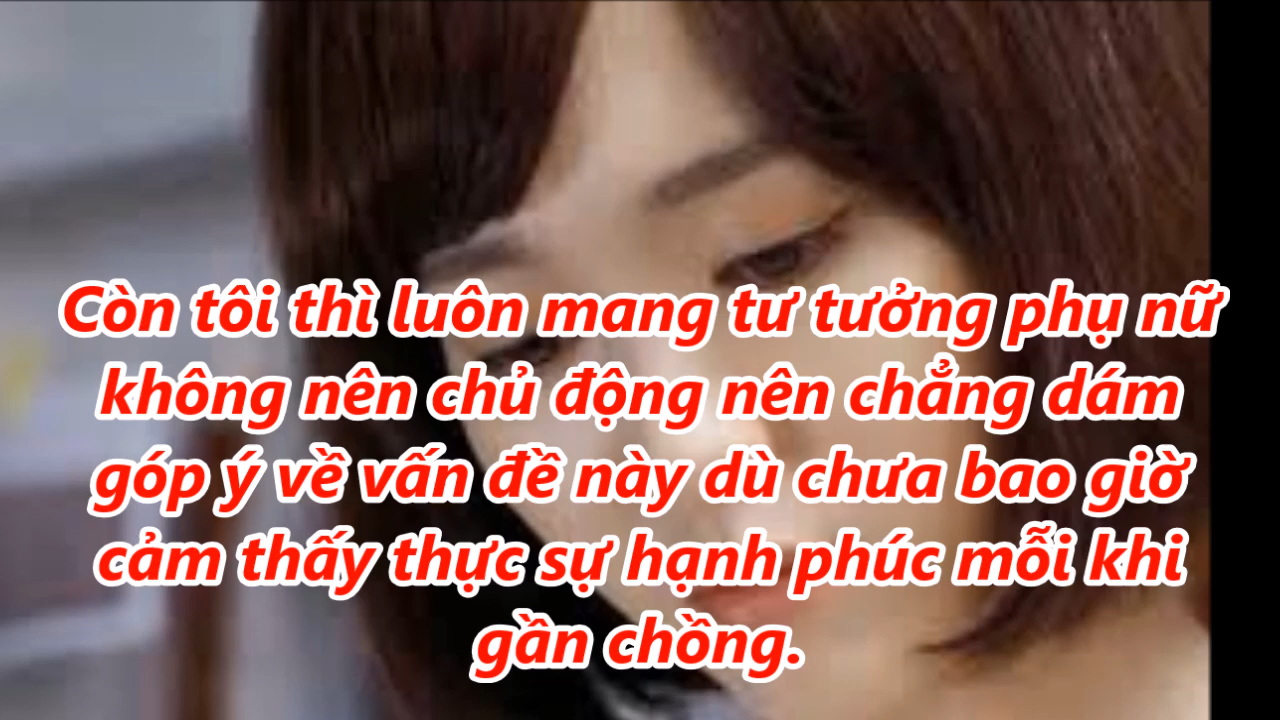 Còn tôi thì luôn mang tư tưởng phụ nữ
không nên chủ động nên chẳng dám
góp ý về vấn đề này dù chưa bao giờ
cảm thấy thực sự hạnh phúc mỗi khi
gần chồng.